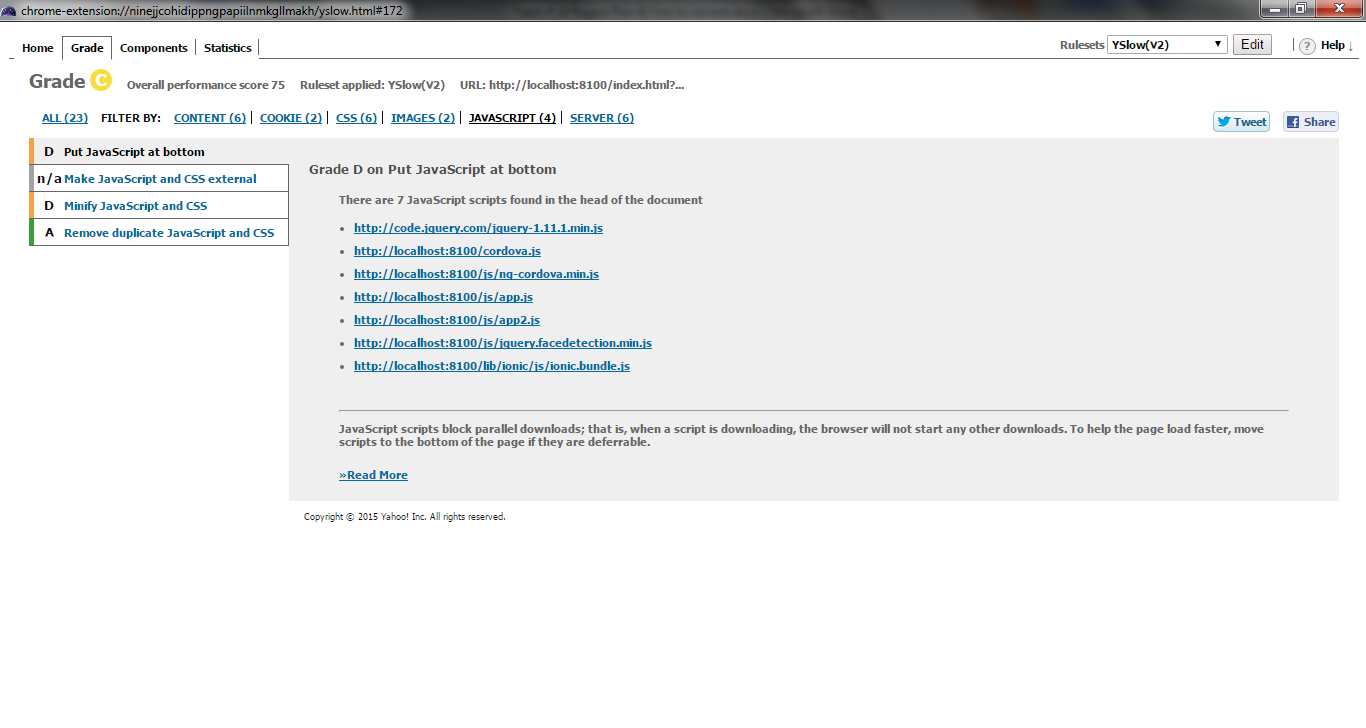 chrome-extension://ninejjcohidippngpapiilnmkgllmakh/yslow.html#172
Home Grade Components Statistics Rulesets YSlow(V2) Edit ? Help ↓
Grade C Overall performance score 75 Ruleset applied: YSlow(V2) URL: http://localhost:8100/index.html?...
ALL (23) FILTER BY: CONTENT (6) | COOKIE (2) | CSS (6) | IMAGES (2) | JAVASCRIPT (4) | SERVER (6) Tweet Share
D Put JavaScript at bottom
n/a Make JavaScript and CSS external
D Minify JavaScript and CSS
A Remove duplicate JavaScript and CSS
Grade D on Put JavaScript at bottom
There are 7 JavaScript scripts found in the head of the document
• http://code.jquery.com/jquery-1.11.1.min.js
• http://localhost:8100/cordova.js
• http://localhost:8100/js/ng-cordova.min.js
• http://localhost:8100/js/app.js
• http://localhost:8100/js/app2.js
• http://localhost:8100/js/jquery.facedetection.min.js
• http://localhost:8100/lib/ionic/js/ionic.bundle.js
JavaScript scripts block parallel downloads; that is, when a script is downloading, the browser will not start any other downloads. To help the page load faster, move
scripts to the bottom of the page if they are deferrable.
»Read More
Copyright © 2015 Yahoo! Inc. All rights reserved.